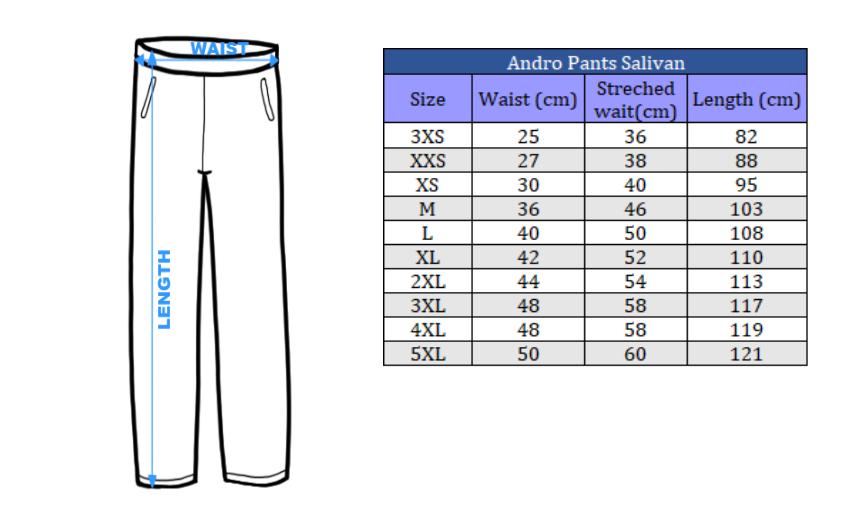 WAIST
LENGTH
Andro Pants Salivan
Size Waist (cm) Streched wait(cm) Length (cm)
3XS 25 36 82
XXS 27 38 88
XS 30 40 95
M 36 46 103
L 40 50 108
XL 42 52 110
2XL 44 54 113
3XL 48 58 117
4XL 48 58 119
5XL 50 60 121